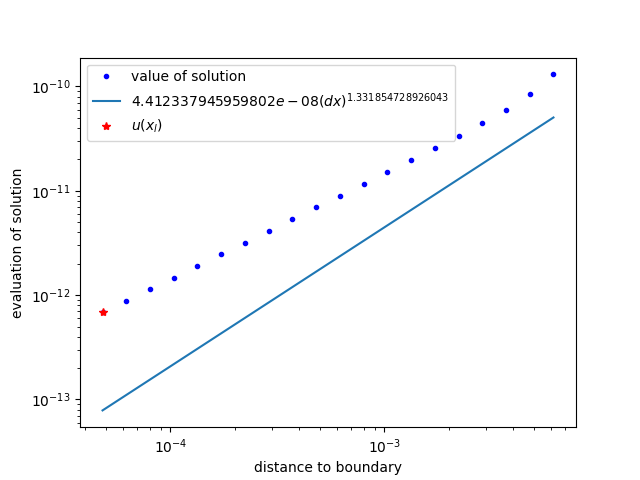 value of solution
4.412337945959802e − 08(dx)^1.331854728926043
u(x_l)
10^−10
10^−11
10^−12
10^−13
evaluation of solution
10^−4
10^−3
distance to boundary